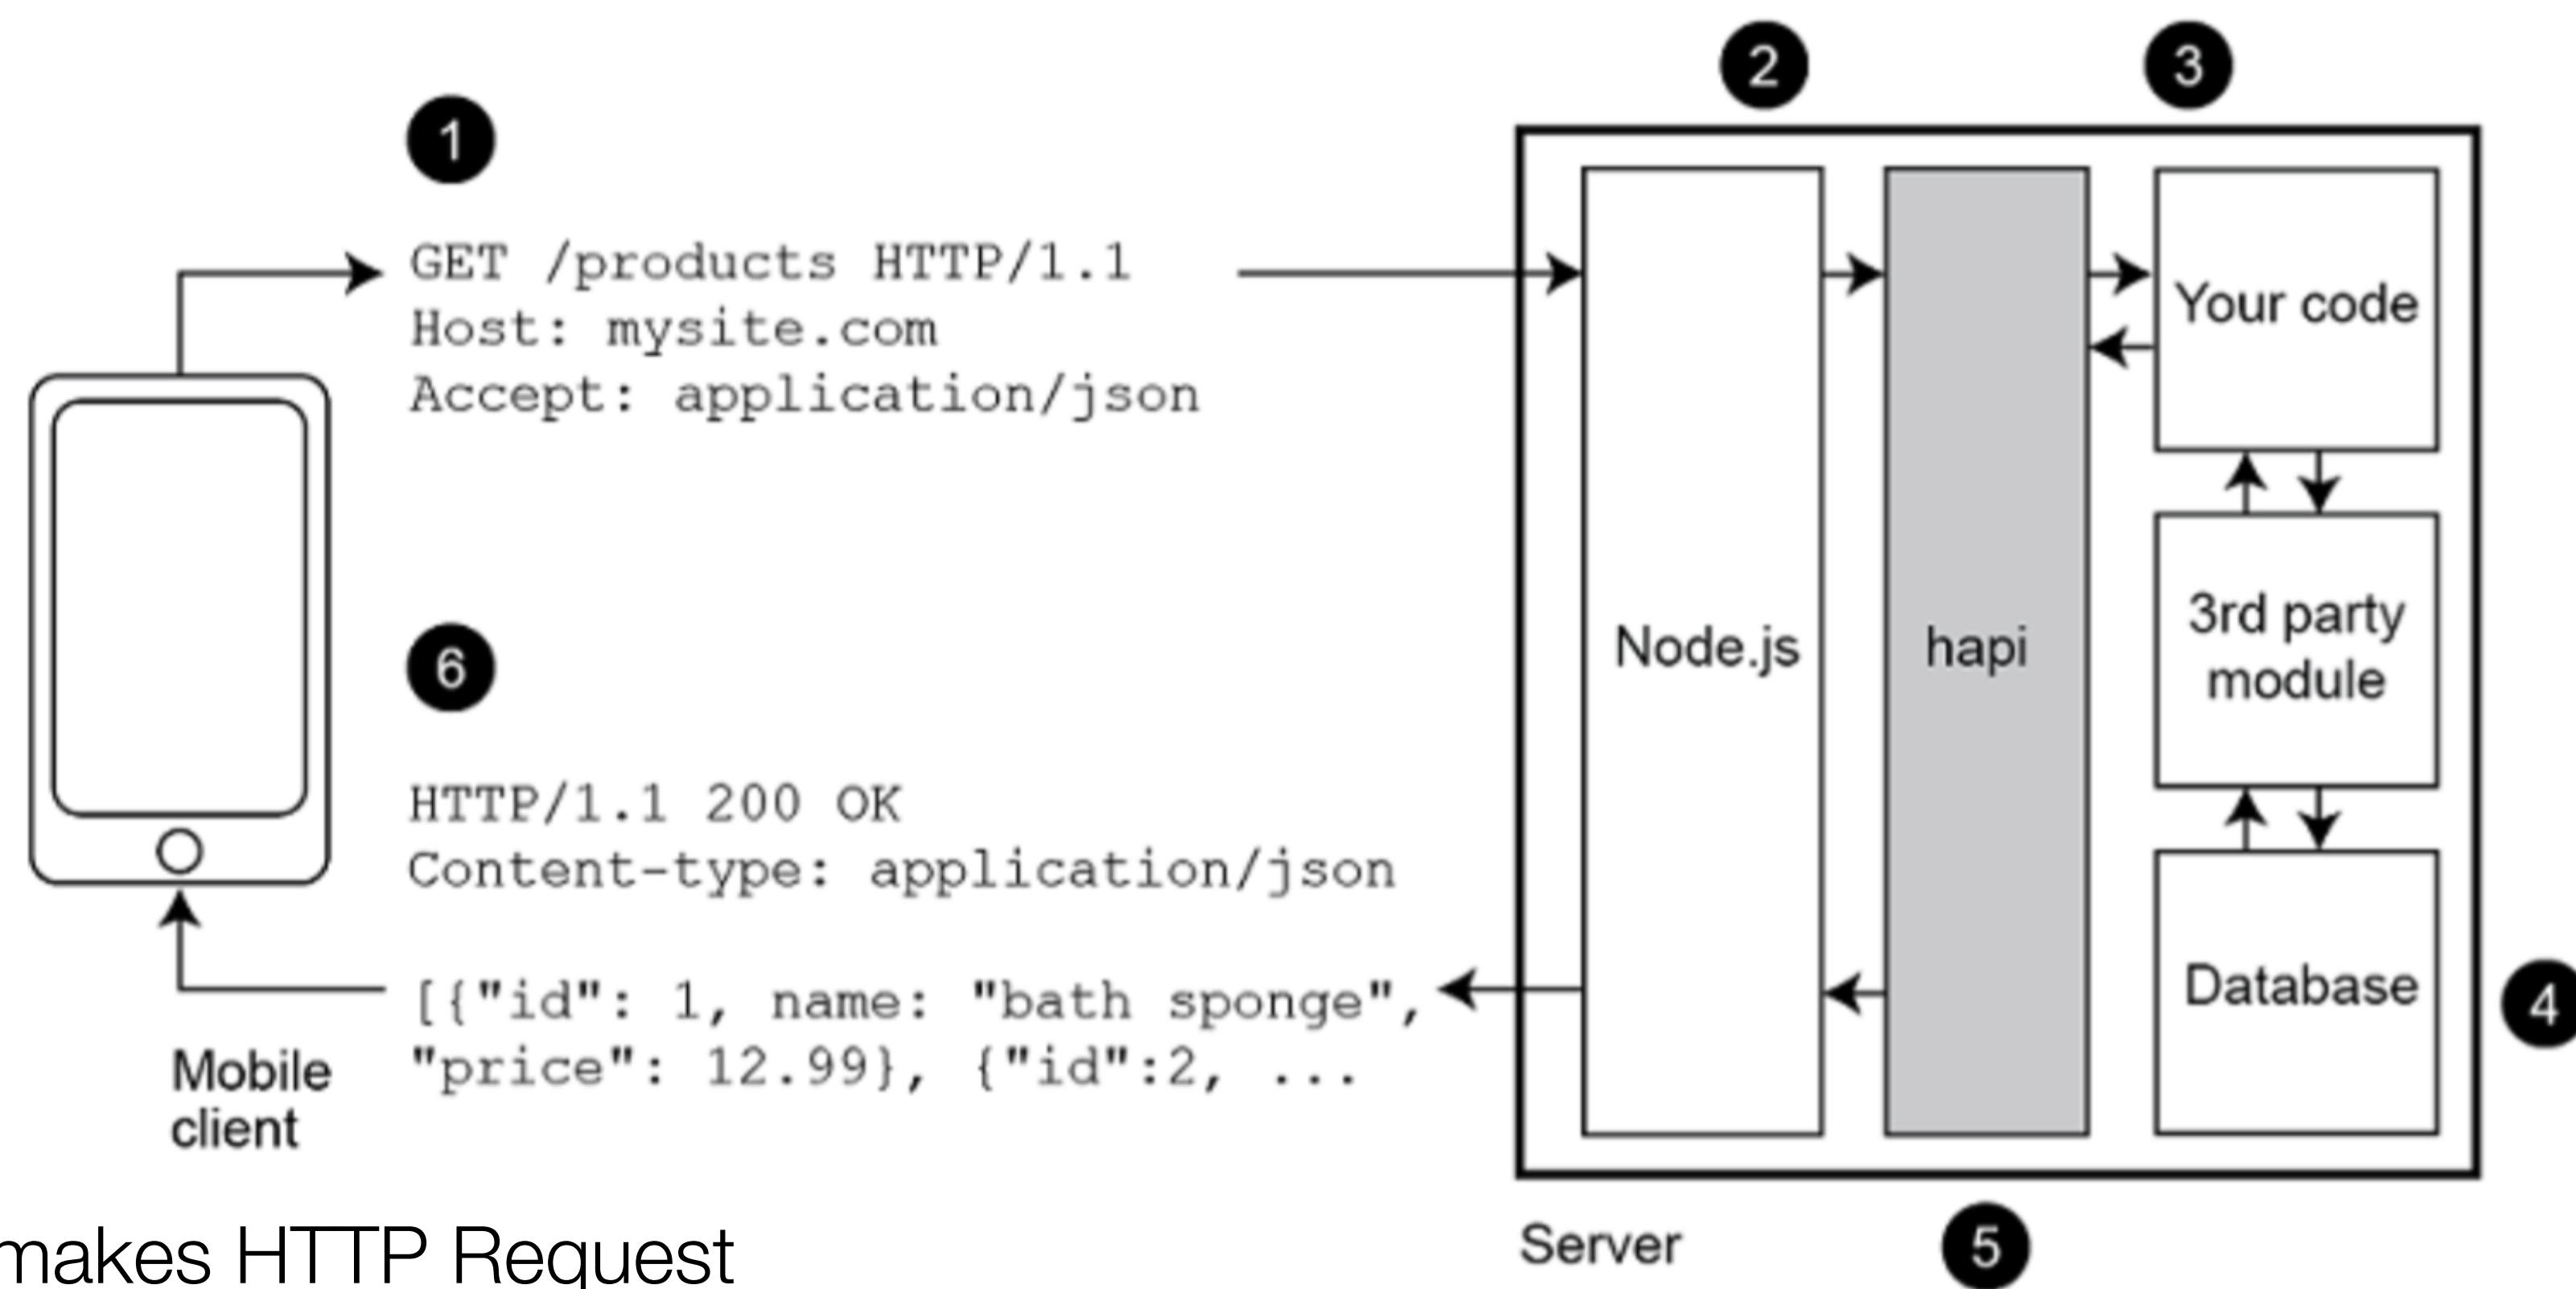 1
GET /products HTTP/1.1
Host: mysite.com
Accept: application/json
6
HTTP/1.1 200 OK
Content-type: application/json
[{"id": 1, name: "bath sponge",
"price": 12.99}, {"id":2, ...
Mobile
client
2
3
Node.js
hapi
Your code
3rd party
module
Database
4
Server
5
makes HTTP Request